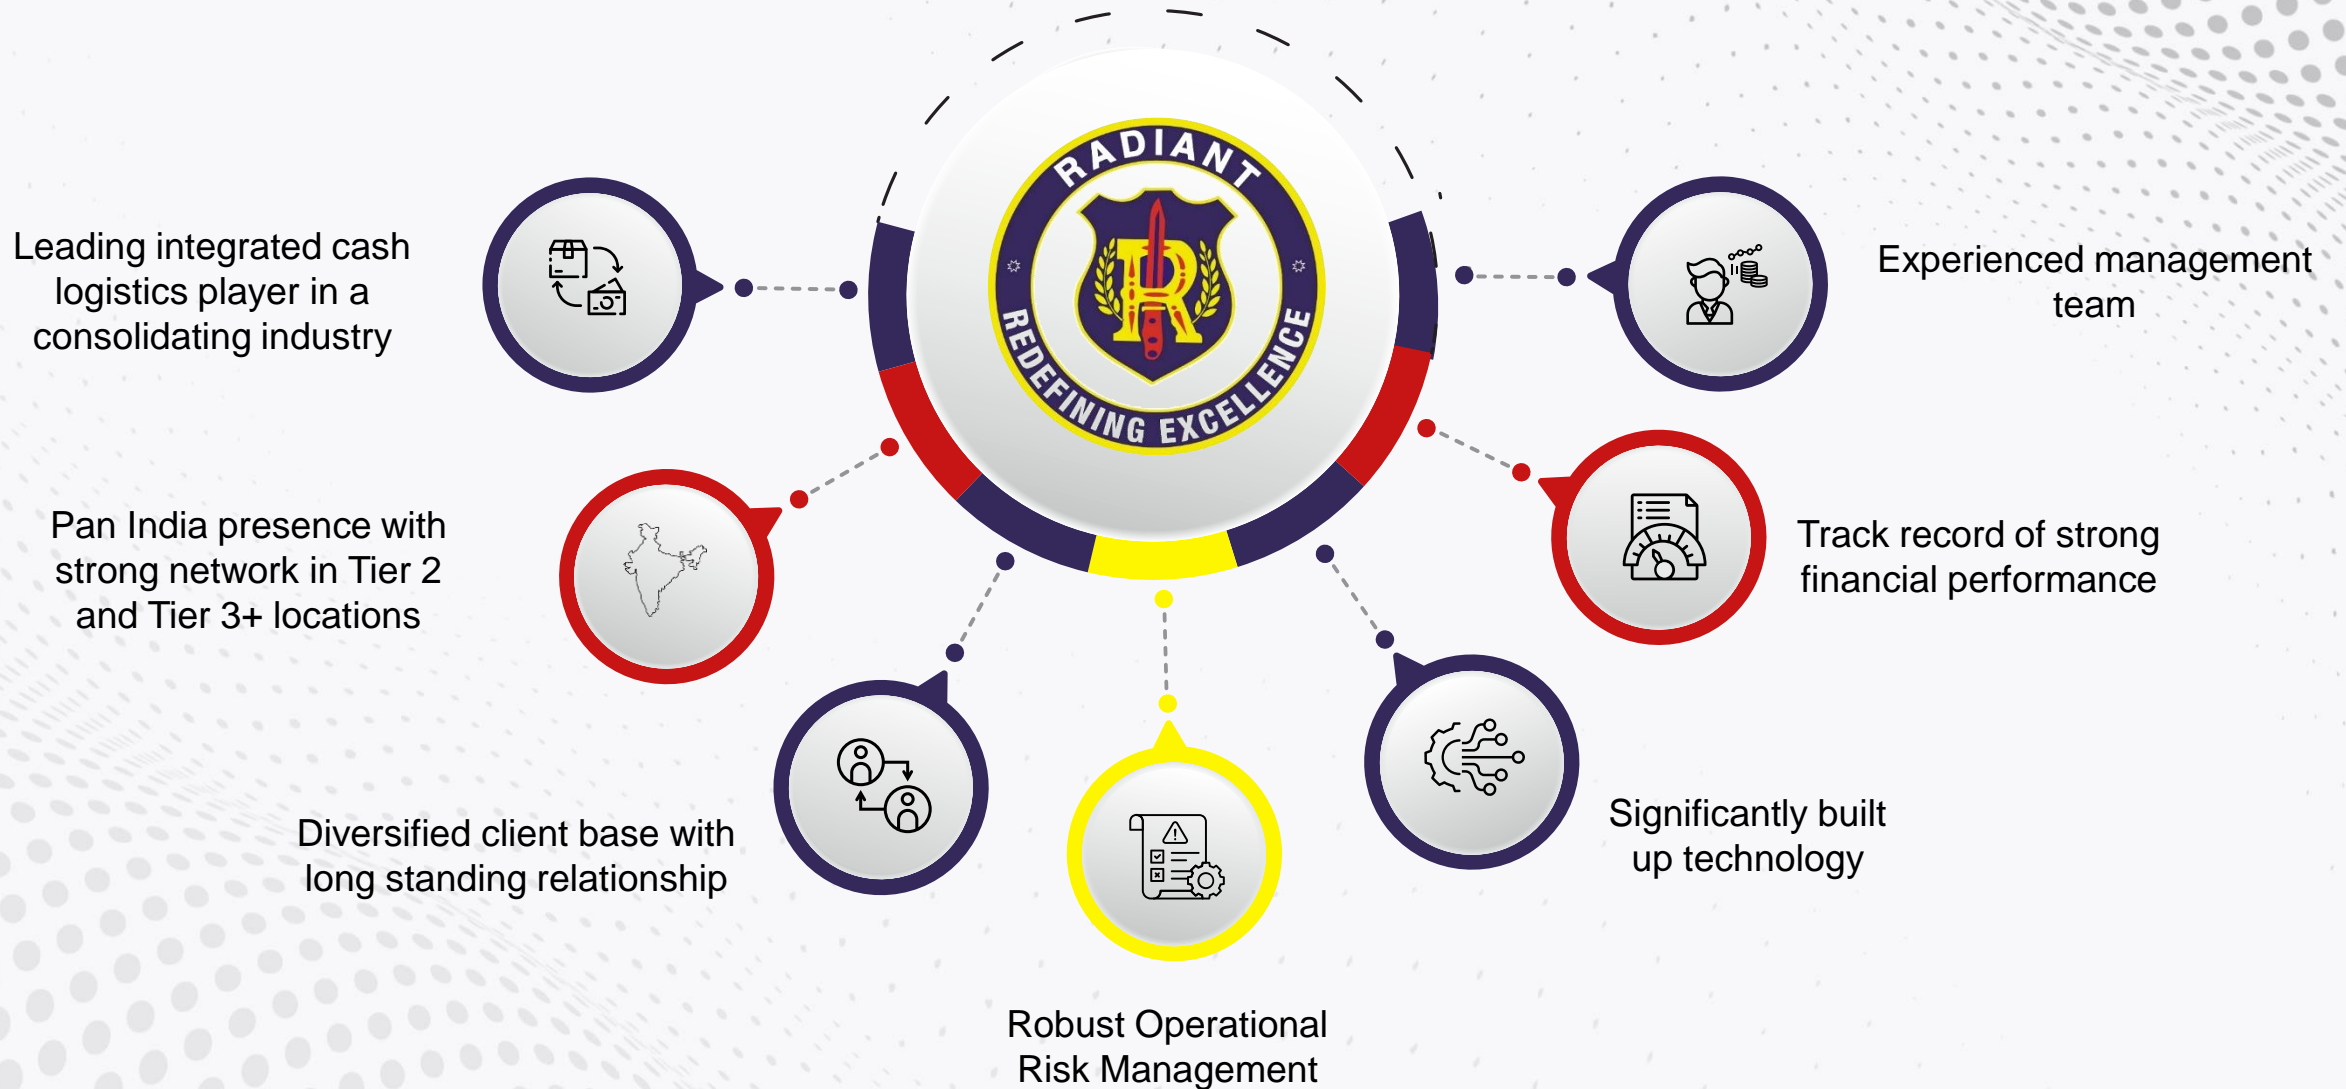 RADIANT
REDEFINING EXCELLENCE
R
Leading integrated cash
logistics player in a
consolidating industry
Pan India presence with
strong network in Tier 2
and Tier 3+ locations
Diversified client base with
long standing relationship
Robust Operational
Risk Management
Significantly built
up technology
Track record of strong
financial performance
Experienced management
team